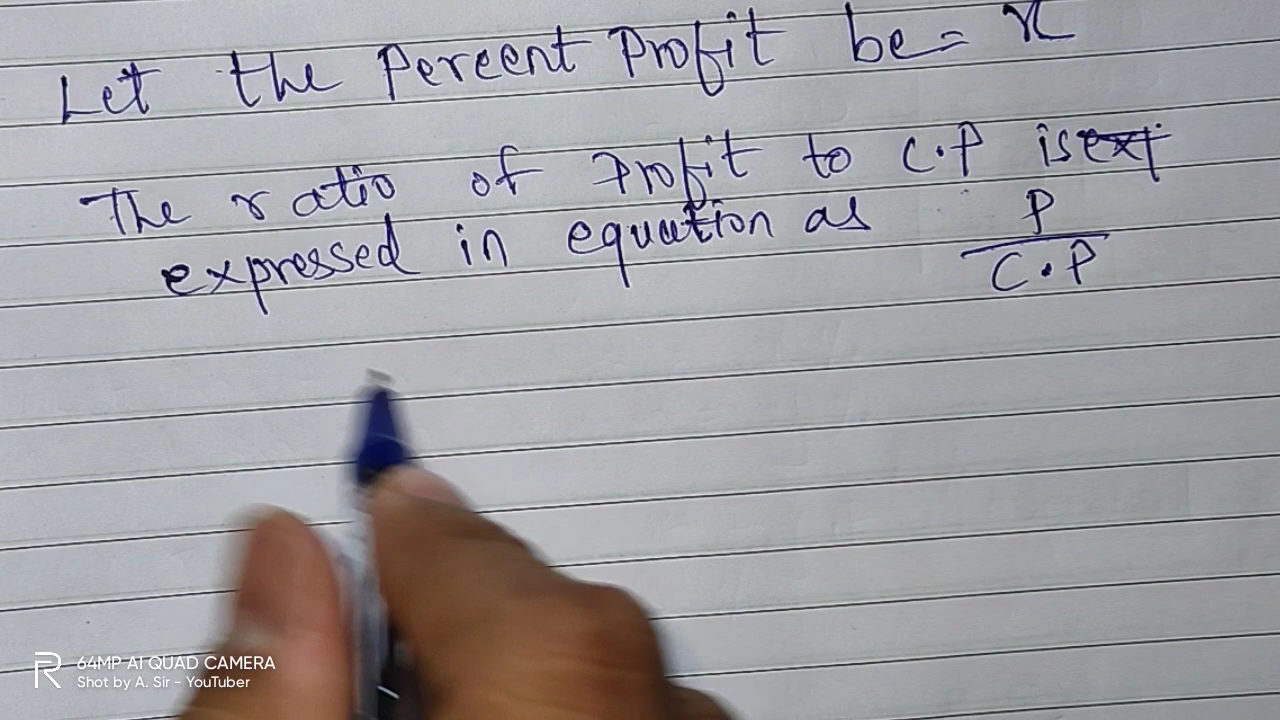 Let the Percent Profit be = x
The ratio of Profit to C.P is exp
expressed in equation as P
C.P
64MP AI QUAD CAMERA
Shot by A. Sir - YouTuber